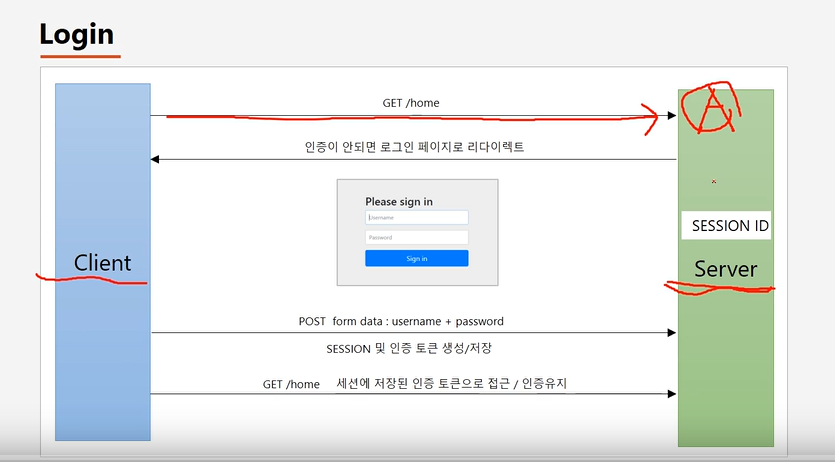 Login
GET /home
A
인증이 안되면 로그인 페이지로 리다이렉트
Please sign in
Username
Password
Sign in
SESSION ID
Client
Server
POST form data : username + password
SESSION 및 인증 토큰 생성/저장
GET /home 세션에 저장된 인증 토큰으로 접근 / 인증유지